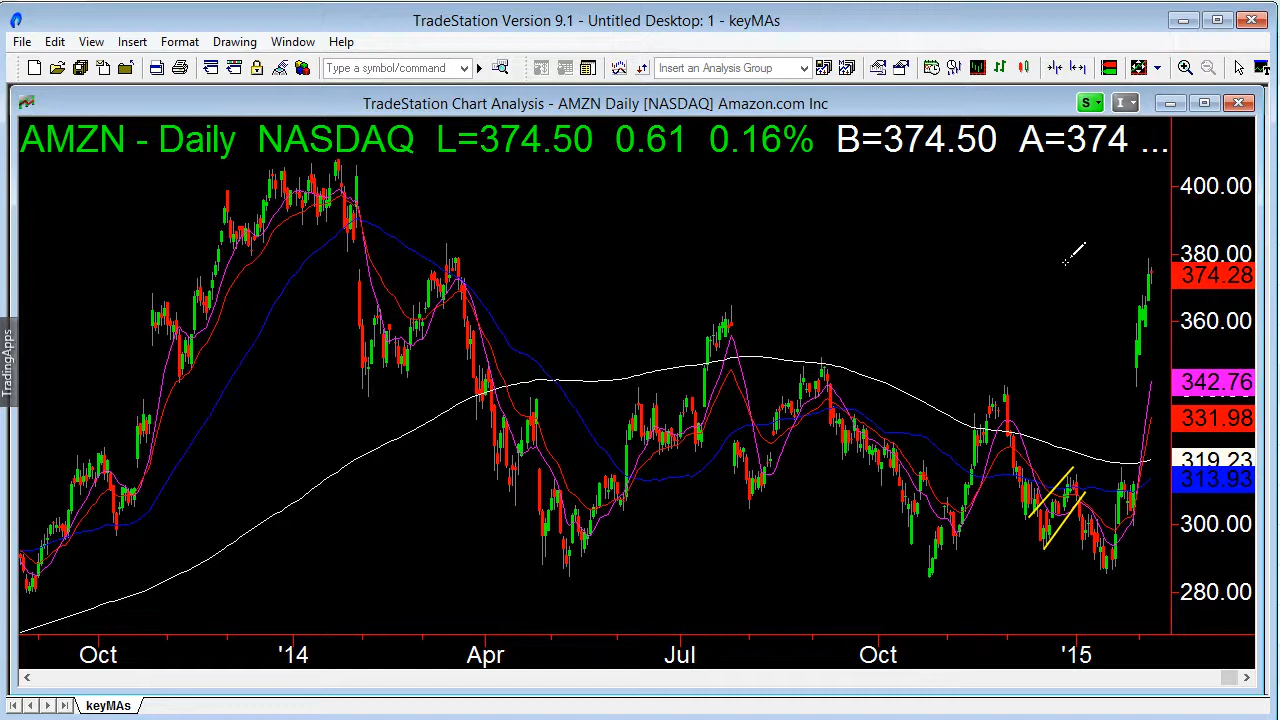 TradeStation Version 9.1 - Untitled Desktop: 1 - keyMAs
File Edit View Insert Format Drawing Window Help
Type a symbol/command Insert an Analysis Group
TradeStation Chart Analysis - AMZN Daily [NASDAQ] Amazon.com Inc
S I
AMZN - Daily NASDAQ L=374.50 0.61 0.16% B=374.50 A=374 ...
400.00
380.00
374.28
360.00
342.76
331.98
319.23
313.93
300.00
280.00
TradingApps
Oct '14 Apr Jul Oct '15
keyMAs